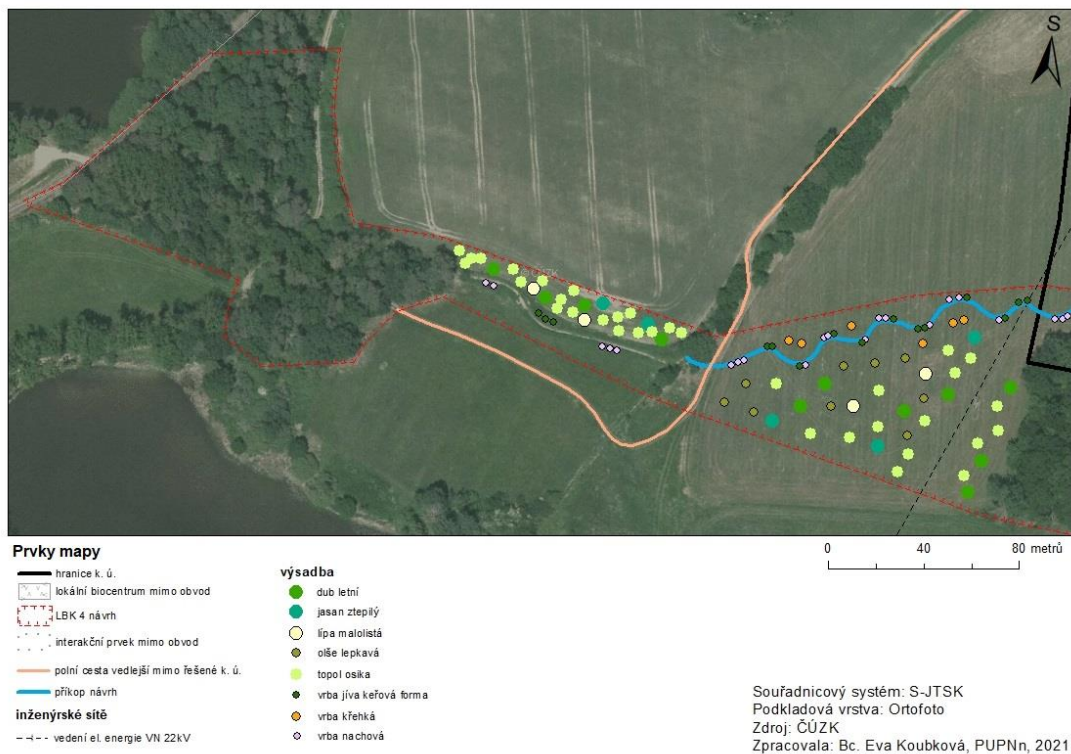 S
Prvky mapy
hranice k. ú.
lokální biocentrum mimo obvod
LBK 4 návrh
interakční prvek mimo obvod
polní cesta vedlejší mimo řešené k. ú.
příkop návrh
inženýrské sítě
vedení el. energie VN 22kV
výsadba
dub letní
jasan ztepilý
lípa malolistá
olše lepkavá
topol osika
vrba jíva keřová forma
vrba křehká
vrba nachová
0 40 80 metrů
Souřadnicový systém: S-JTSK
Podkladová vrstva: Ortofoto
Zdroj: ČÚZK
Zpracovala: Bc. Eva Koubková, PUPNn, 2021